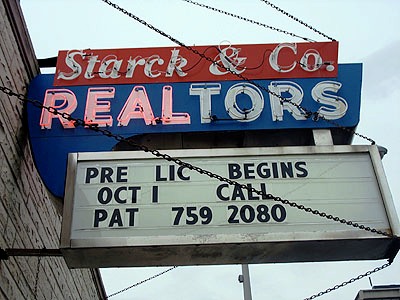 Starck & Co.
REALTORS
PRE LIC BEGINS
OCT 1 CALL
PAT 759 2080